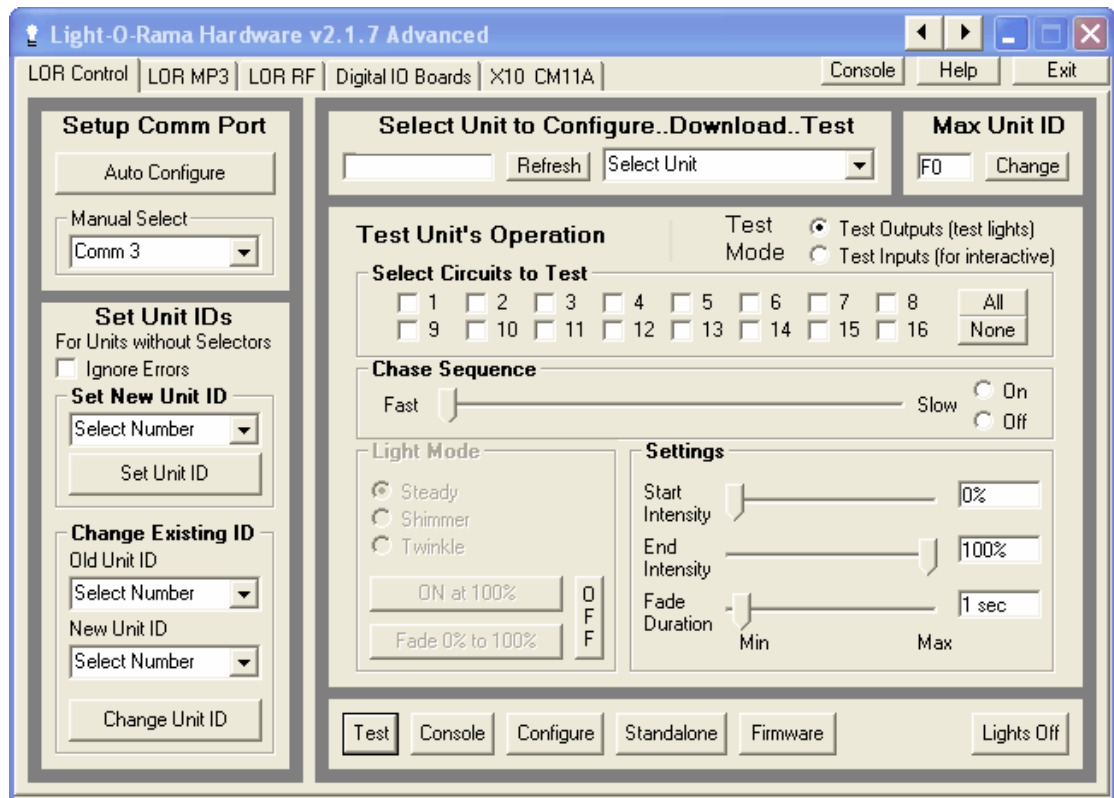 Light-O-Rama Hardware v2.1.7 Advanced
LOR Control LOR MP3 LOR RF Digital IO Boards X10 CM11A Console Help Exit
Setup Comm Port
Auto Configure
Manual Select
Comm 3
Set Unit IDs
For Units without Selectors
Ignore Errors
Set New Unit ID
Select Number
Set Unit ID
Change Existing ID
Old Unit ID
Select Number
New Unit ID
Select Number
Change Unit ID
Select Unit to Configure..Download..Test
Refresh Select Unit
Max Unit ID
F0 Change
Test Unit's Operation
Test Mode
Test Outputs (test lights)
Test Inputs (for interactive)
Select Circuits to Test
1 2 3 4 5 6 7 8 All
9 10 11 12 13 14 15 16 None
Chase Sequence
Fast Slow
On
Off
Light Mode
Steady
Shimmer
Twinkle
ON at 100%
Fade 0% to 100%
OFF
Settings
Start Intensity 0%
End Intensity 100%
Fade Duration 1 sec
Min Max
Test Console Configure Standalone Firmware Lights Off